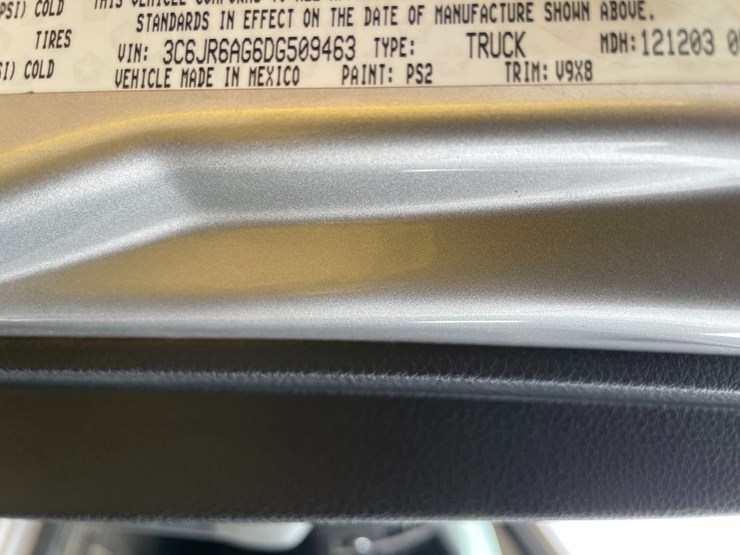 PSI) COLD
STANDARDS IN EFFECT ON THE DATE OF MANUFACTURE SHOWN ABOVE.
TIRES
VIN: 3C6JR6AG6DG509463 TYPE: TRUCK MDH: 121203
SI) COLD
VEHICLE MADE IN MEXICO PAINT: PS2 TRIM: V9X8